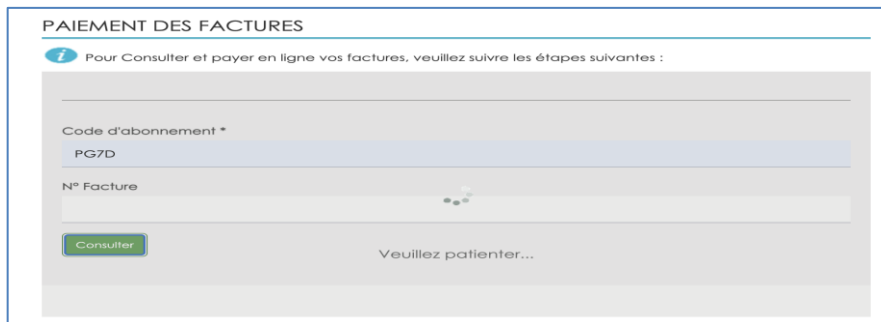 PAIEMENT DES FACTURES
i Pour Consulter et payer en ligne vos factures, veuillez suivre les étapes suivantes :
Code d'abonnement *
PG7D
N° Facture
Consulter
Veuillez patienter...